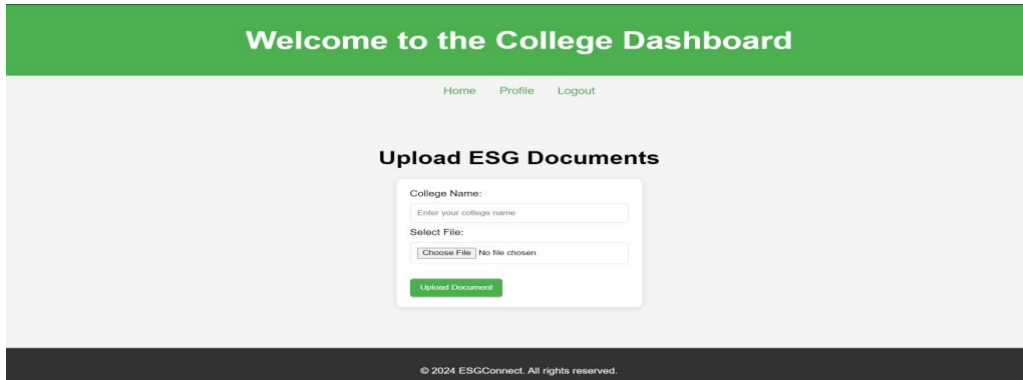 Welcome to the College Dashboard
Home Profile Logout
Upload ESG Documents
College Name:
Enter your college name
Select File:
Choose File No file chosen
Upload Document
© 2024 ESGConnect. All rights reserved.